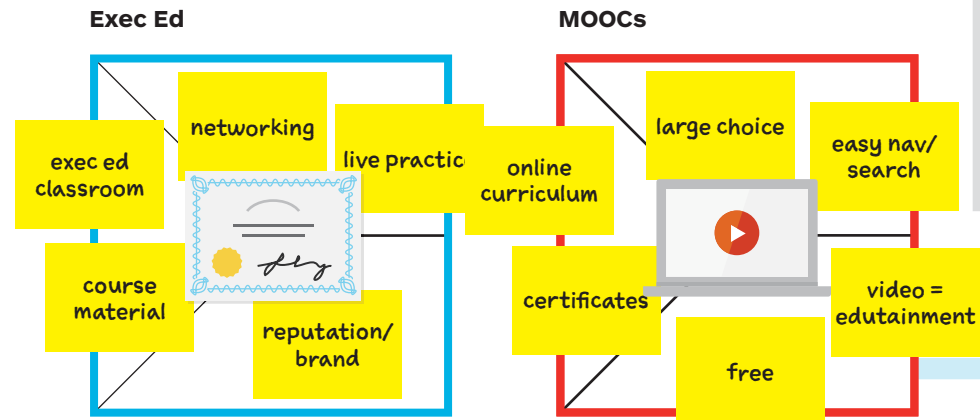 Exec Ed
networking
live practic
exec ed
classroom
course
material
reputation/
brand
MOOCs
large choice
easy nav/
search
online
curriculum
certificates
video =
edutainment
free